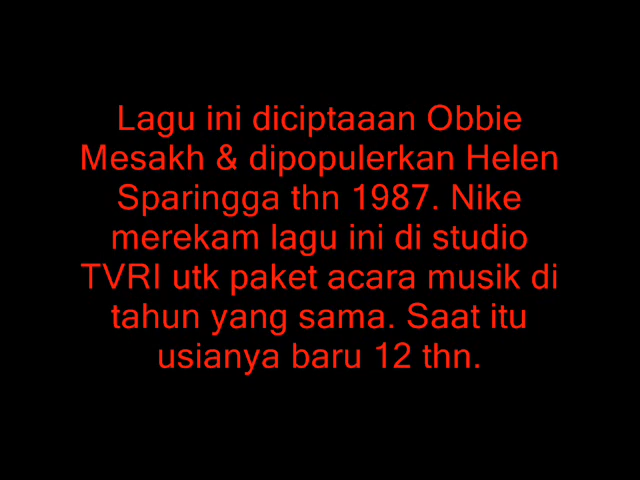 Lagu ini diciptaaan Obbie
Mesakh & dipopulerkan Helen
Sparingga thn 1987. Nike
merekam lagu ini di studio
TVRI utk paket acara musik di
tahun yang sama. Saat itu
usianya baru 12 thn.